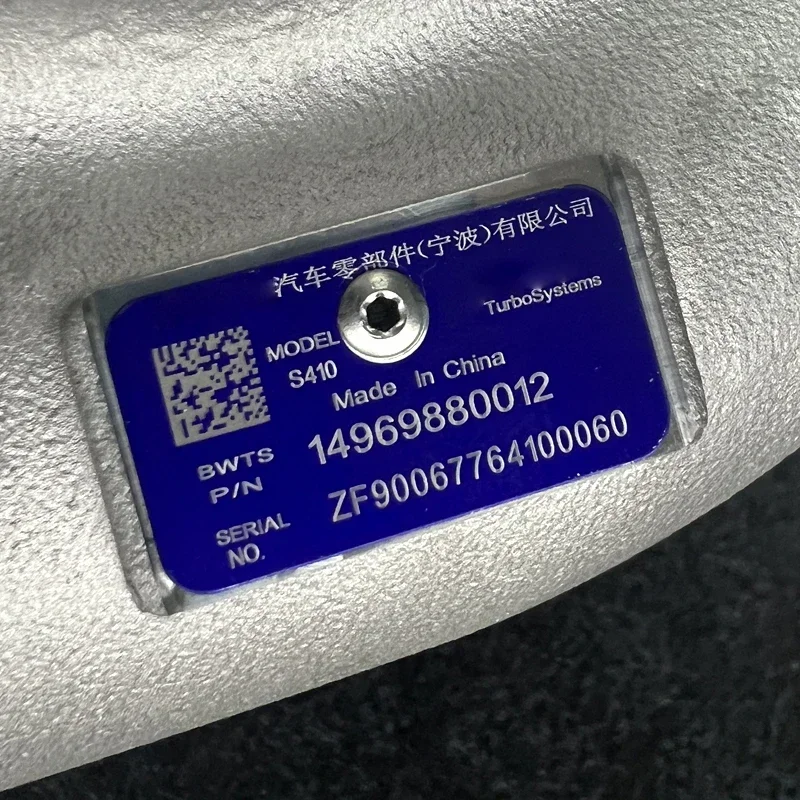 汽车零部件(宁波)有限公司
TurboSystems
MODEL
S410
Made In China
BWTS
P/N
14969880012
SERIAL
NO.
ZF90067764100060